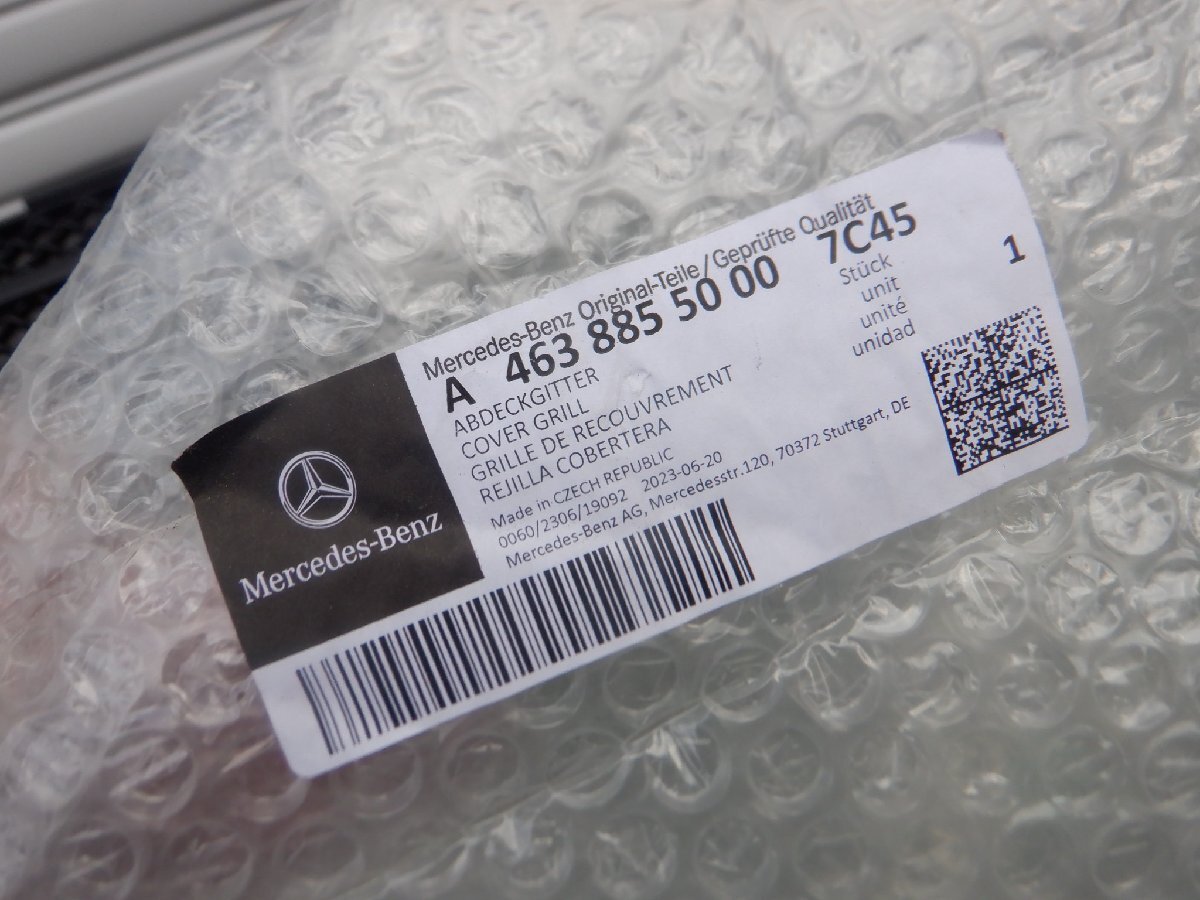 Mercedes-Benz Original-Teile / Geprüfte Qualität
A 463 885 50 00 7C45
ABDECKGITTER
COVER GRILL
GRILLE DE RECOUVREMENT
REJILLA COBERTERA
Stück
unit
unité
unidad
1
Made in CZECH REPUBLIC
0060/2306/19092 2023-06-20
Mercedes-Benz AG, Mercedesstr.120, 70372 Stuttgart, DE
Mercedes-Benz